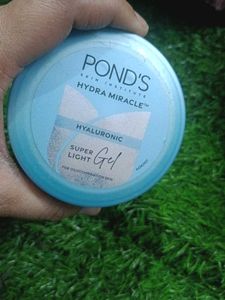 POND'S
SKIN INSTITUTE
HYDRA MIRACLE™
HYALURONIC
SUPER
LIGHT Gel